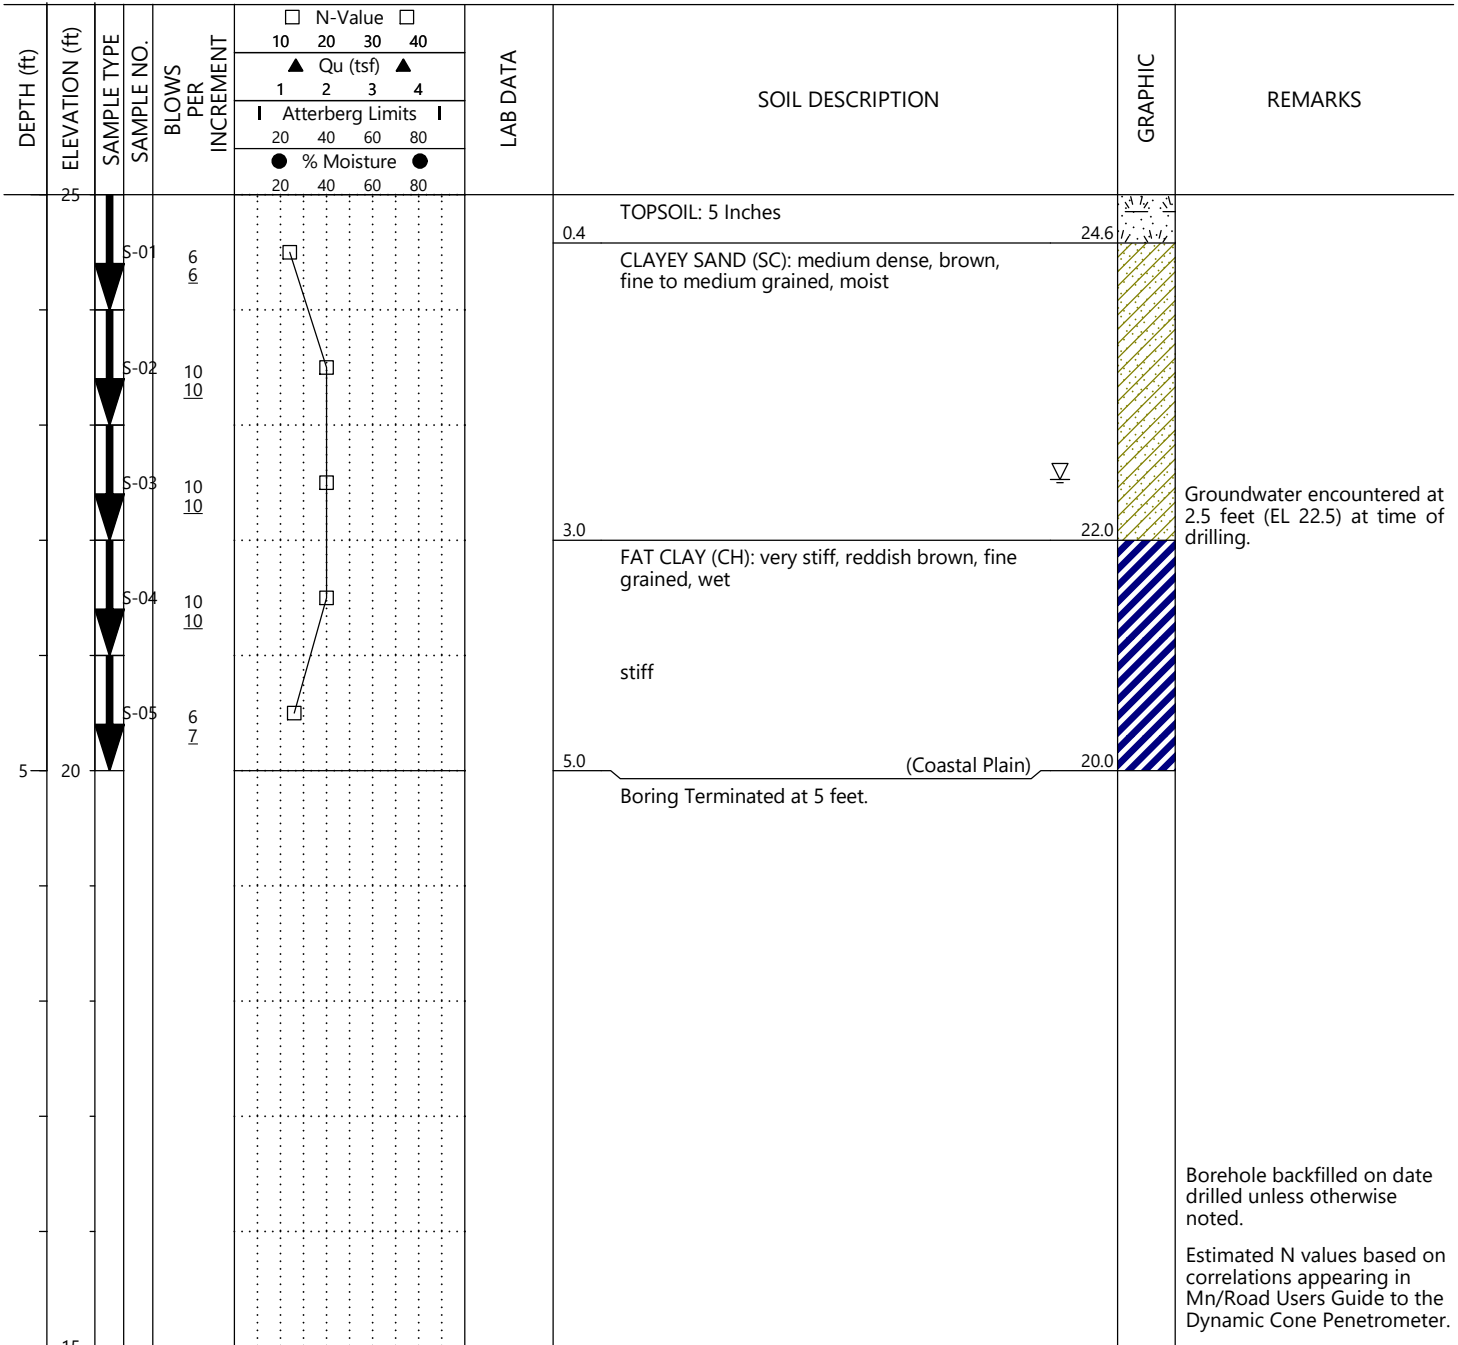 DEPTH (ft)
ELEVATION (ft)
SAMPLE TYPE
SAMPLE NO.
BLOWS
PER
INCREMENT
N-Value
10 20 30 40
Qu (tsf)
1 2 3 4
Atterberg Limits
20 40 60 80
% Moisture
20 40 60 80
LAB DATA
SOIL DESCRIPTION
GRAPHIC
REMARKS
25
TOPSOIL: 5 Inches
0.4 24.6
S-01
6
6
CLAYEY SAND (SC): medium dense, brown,
fine to medium grained, moist
S-02
10
10
S-03
10
10
Groundwater encountered at
2.5 feet (EL 22.5) at time of
drilling.
3.0 22.0
FAT CLAY (CH): very stiff, reddish brown, fine
grained, wet
S-04
10
10
stiff
S-05
6
7
5 20
5.0 (Coastal Plain) 20.0
Boring Terminated at 5 feet.
Borehole backfilled on date
drilled unless otherwise
noted.
Estimated N values based on
correlations appearing in
Mn/Road Users Guide to the
Dynamic Cone Penetrometer.